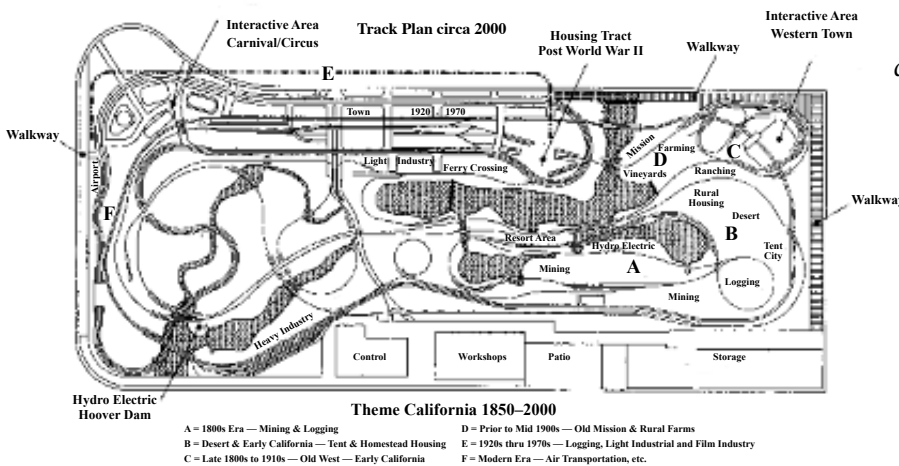 Interactive Area
Carnival/Circus
Track Plan circa 2000
Housing Tract
Post World War II
Walkway
Interactive Area
Western Town
E
Walkway
Town
1920
1970
Light
Industry
Ferry Crossing
Mission
Farming
D
Vineyards
C
Ranching
Airport
F
Rural
Housing
Desert
B
Walkway
Resort Area
Hydro Electric
Tent
City
Mining
A
Logging
Mining
Heavy Industry
Control
Workshops
Patio
Storage
Hydro Electric
Hoover Dam
Theme California 1850–2000
A = 1800s Era — Mining & Logging
B = Desert & Early California — Tent & Homestead Housing
C = Late 1800s to 1910s — Old West — Early California
D = Prior to Mid 1900s — Old Mission & Rural Farms
E = 1920s thru 1970s — Logging, Light Industrial and Film Industry
F = Modern Era — Air Transportation, etc.